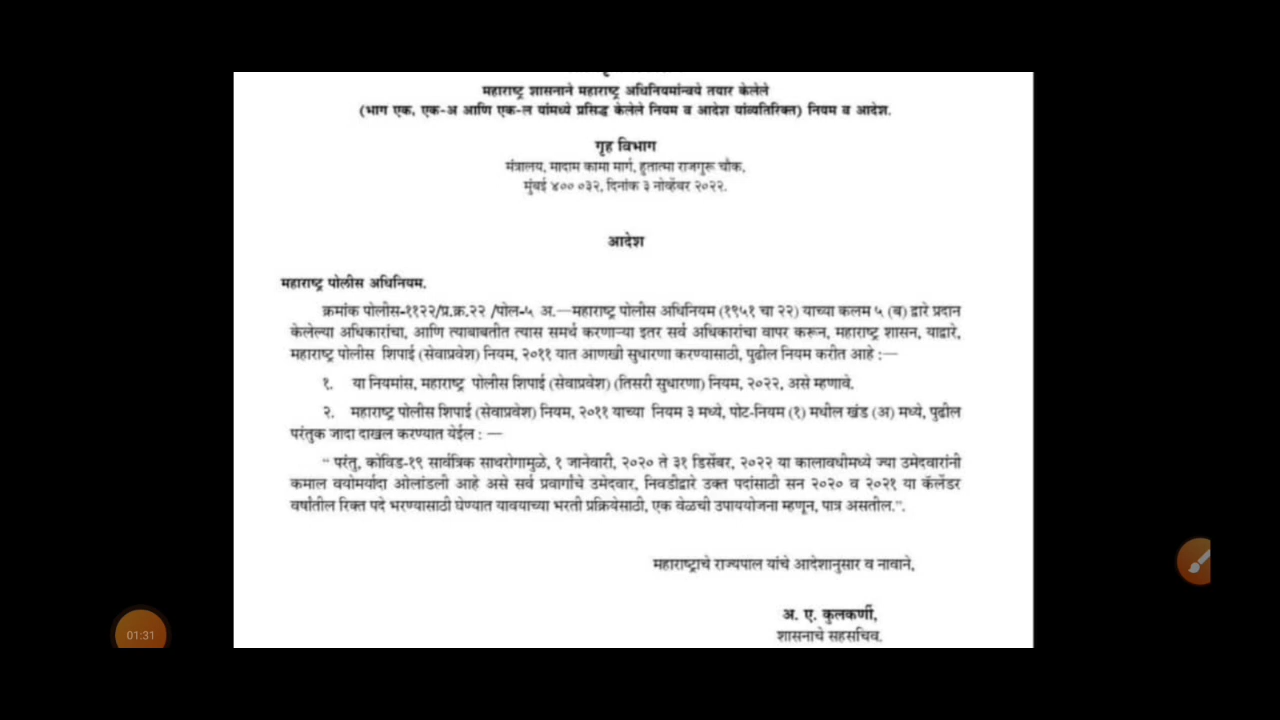 महाराष्ट्र शासनाने महाराष्ट्र अधिनियमांन्वये तयार केलेले
(भाग एक, एक-अ आणि एक-ल यांमध्ये प्रसिद्ध केलेले नियम व आदेश यांव्यतिरिक्त) नियम व आदेश.
गृह विभाग
मंत्रालय, मादाम कामा मार्ग, हुतात्मा राजगुरू चौक,
मुंबई ४०० ०३२, दिनांक ३ नोव्हेंबर २०२२.
आदेश
महाराष्ट्र पोलीस अधिनियम.
क्रमांक पोलीस-११२२/प्र.क्र.२२ /पोल-५ अ.—महाराष्ट्र पोलीस अधिनियम (१९५१ चा २२) याच्या कलम ५ (ब) द्वारे प्रदान
केलेल्या अधिकारांचा, आणि त्याबाबतीत त्यास समर्थ करणाऱ्या इतर सर्व अधिकारांचा वापर करून, महाराष्ट्र शासन, याद्वारे,
महाराष्ट्र पोलीस शिपाई (सेवाप्रवेश) नियम, २०११ यात आणखी सुधारणा करण्यासाठी, पुढील नियम करीत आहे :—
१. या नियमांस, महाराष्ट्र पोलीस शिपाई (सेवाप्रवेश) (तिसरी सुधारणा) नियम, २०२२, असे म्हणावे.
२. महाराष्ट्र पोलीस शिपाई (सेवाप्रवेश) नियम, २०११ याच्या नियम ३ मध्ये, पोट-नियम (१) मधील खंड (अ) मध्ये, पुढील
परंतुक जादा दाखल करण्यात येईल : —
“ परंतु, कोविड-१९ सार्वत्रिक साथरोगामुळे, १ जानेवारी, २०२० ते ३१ डिसेंबर, २०२२ या कालावधीमध्ये ज्या उमेदवारांनी
कमाल वयोमर्यादा ओलांडली आहे असे सर्व प्रवार्गांचे उमेदवार, निवडीद्वारे उक्त पदांसाठी सन २०२० व २०२१ या कॅलेंडर
वर्षांतील रिक्त पदे भरण्यासाठी घेण्यात यावयाच्या भरती प्रक्रियेसाठी, एक वेळची उपाययोजना म्हणून, पात्र असतील.”.
महाराष्ट्राचे राज्यपाल यांचे आदेशानुसार व नावाने,
अ. ए. कुलकर्णी,
शासनाचे सहसचिव.
01:31